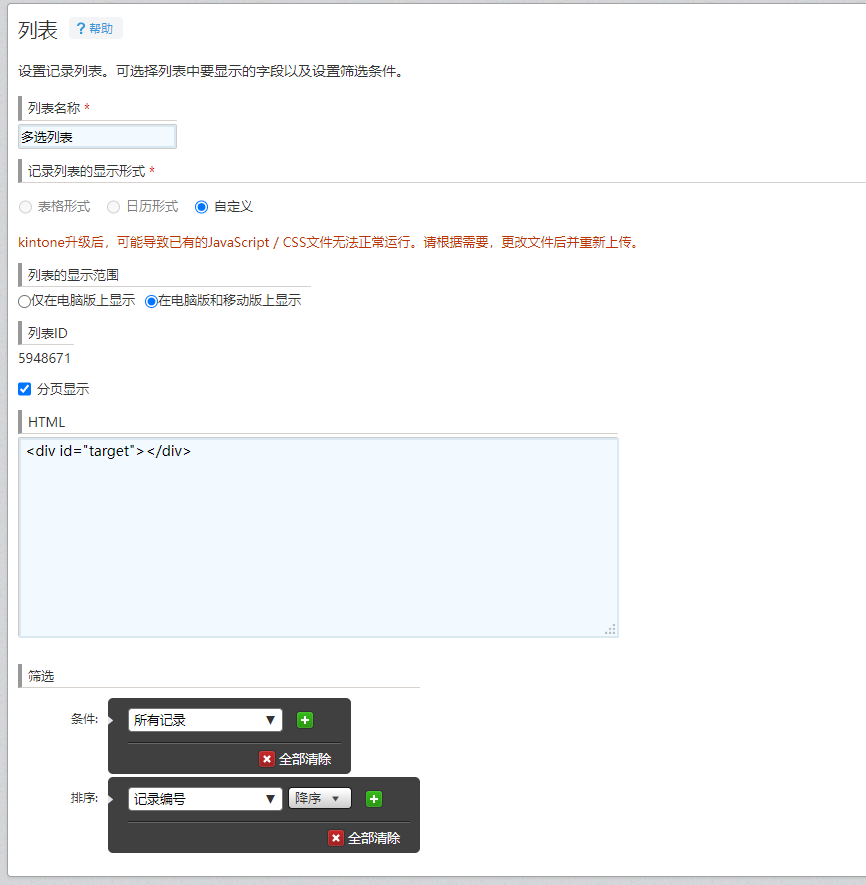 列表 ? 帮助
设置记录列表。可选择列表中要显示的字段以及设置筛选条件。
列表名称 *
多选列表
记录列表的显示形式 *
表格形式 日历形式 自定义
kintone升级后，可能导致已有的JavaScript / CSS文件无法正常运行。请根据需要，更改文件后并重新上传。
列表的显示范围
仅在电脑版上显示 在电脑版和移动版上显示
列表ID
5948671
分页显示
HTML
<div id="target"></div>
筛选
条件: 所有记录
全部清除
排序: 记录编号 降序
全部清除